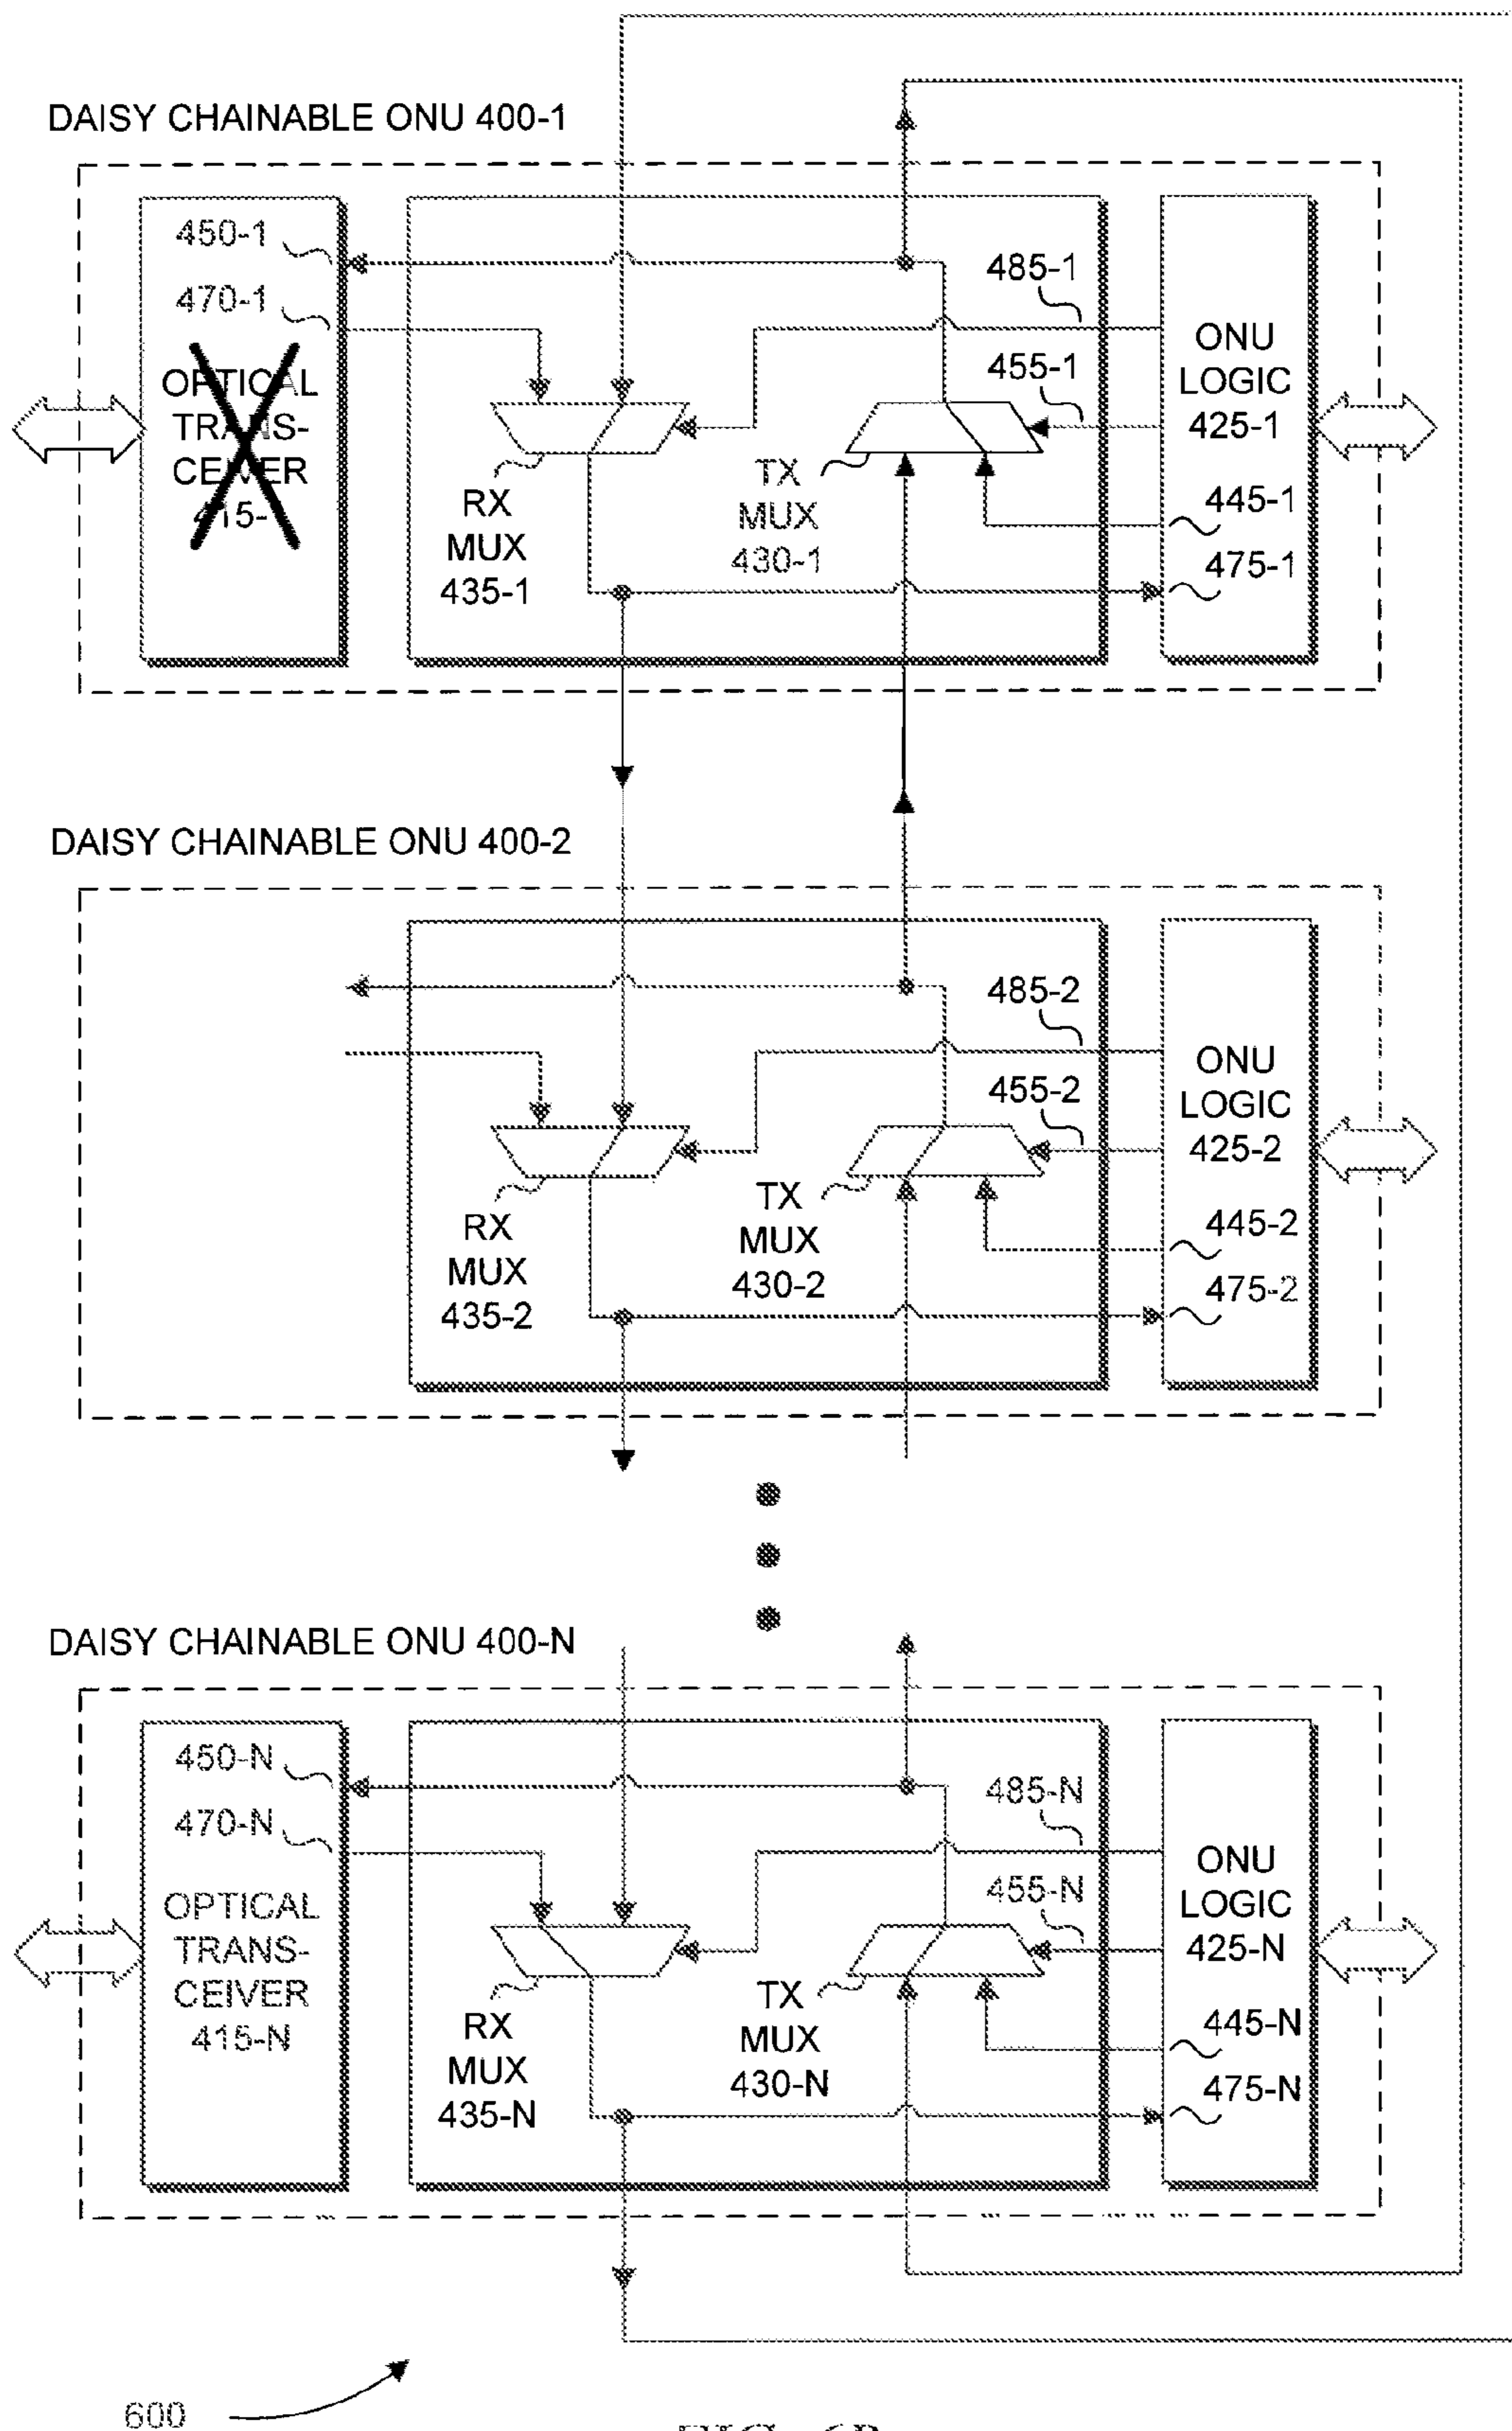 DAISY CHAINABLE ONU 400-1
450-1
470-1
OPTICAL
TRANS-
CEIVER
415-
485-1
455-1
ONU
LOGIC
425-1
445-1
475-1
RX
MUX
435-1
TX
MUX
430-1
DAISY CHAINABLE ONU 400-2
485-2
455-2
ONU
LOGIC
425-2
445-2
475-2
RX
MUX
435-2
TX
MUX
430-2
DAISY CHAINABLE ONU 400-N
450-N
470-N
OPTICAL
TRANS-
CEIVER
415-N
485-N
455-N
ONU
LOGIC
425-N
445-N
475-N
RX
MUX
435-N
TX
MUX
430-N
600